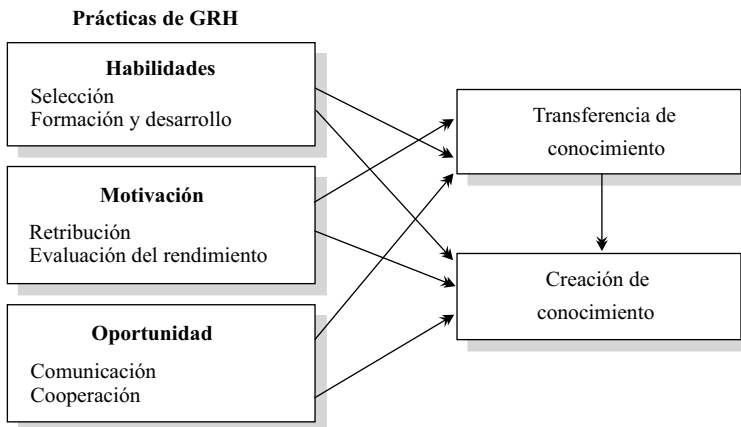 Prácticas de GRH
Habilidades
Selección
Formación y desarrollo
Motivación
Retribución
Evaluación del rendimiento
Oportunidad
Comunicación
Cooperación
Transferencia de
conocimiento
Creación de
conocimiento